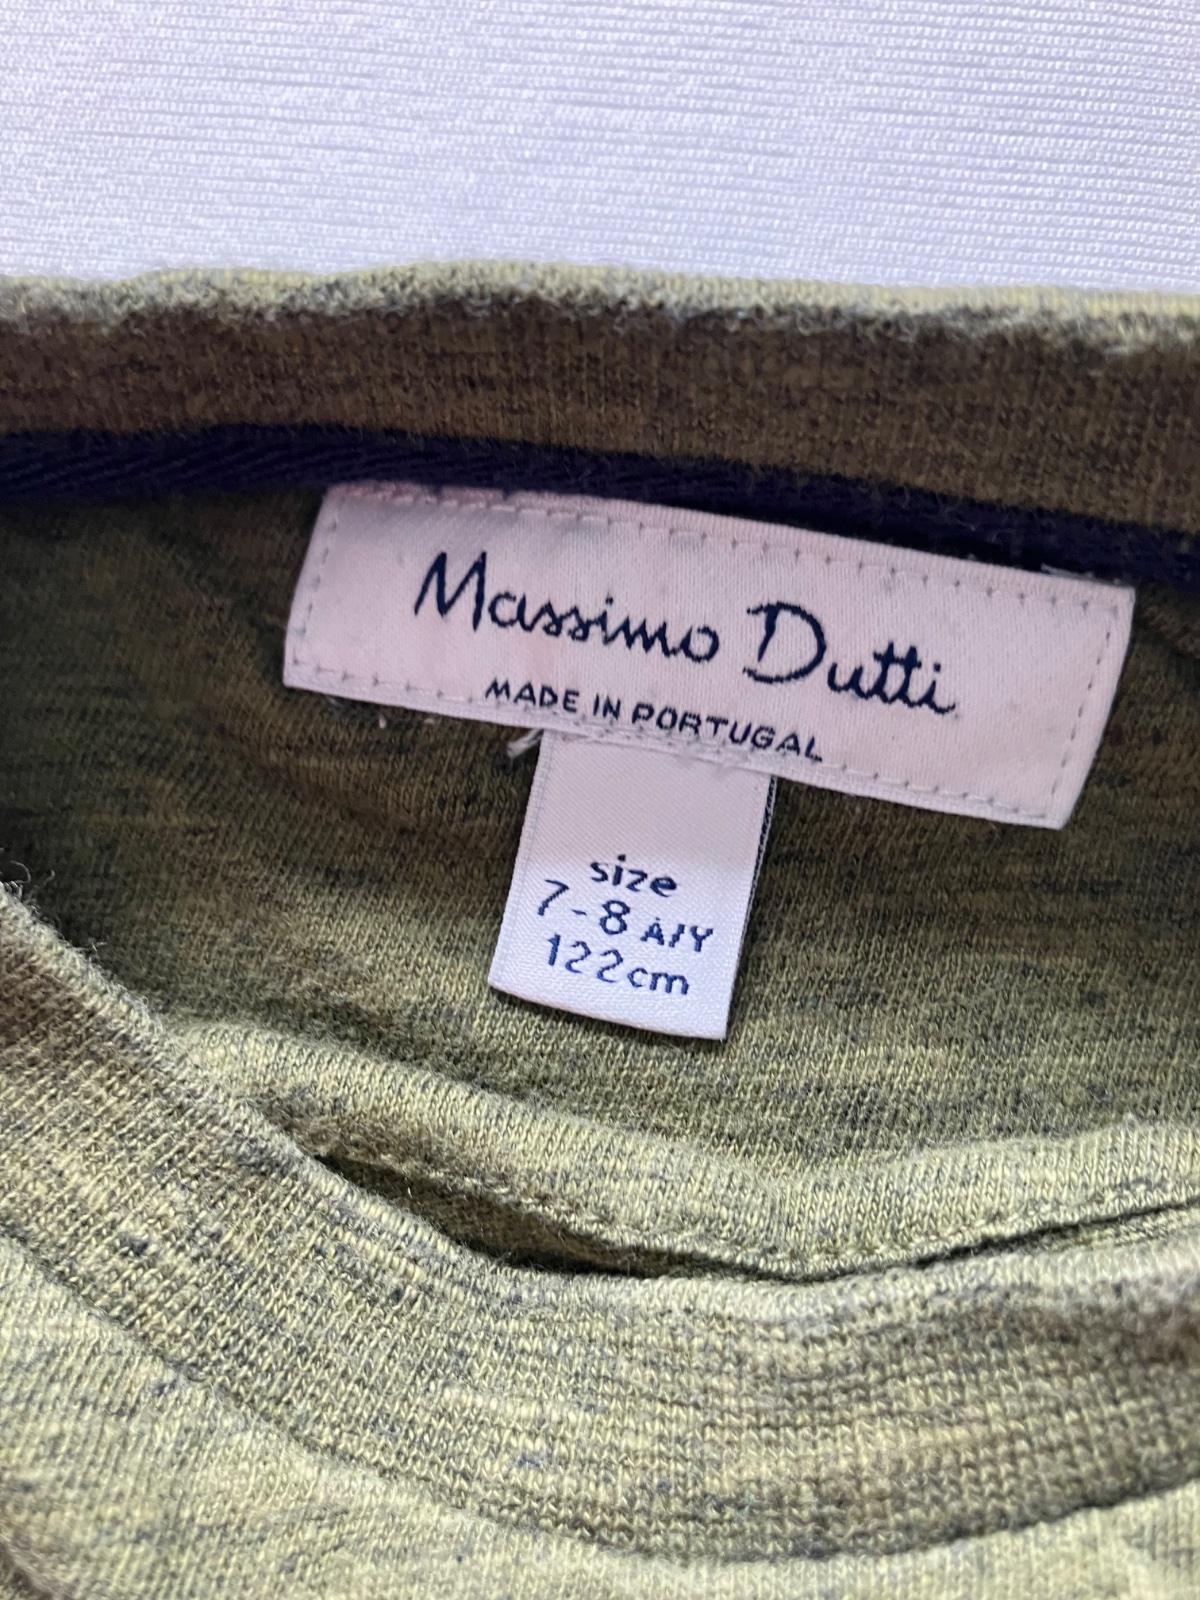 Massimo Dutti
MADE IN PORTUGAL
size
7-8 A/Y
122cm